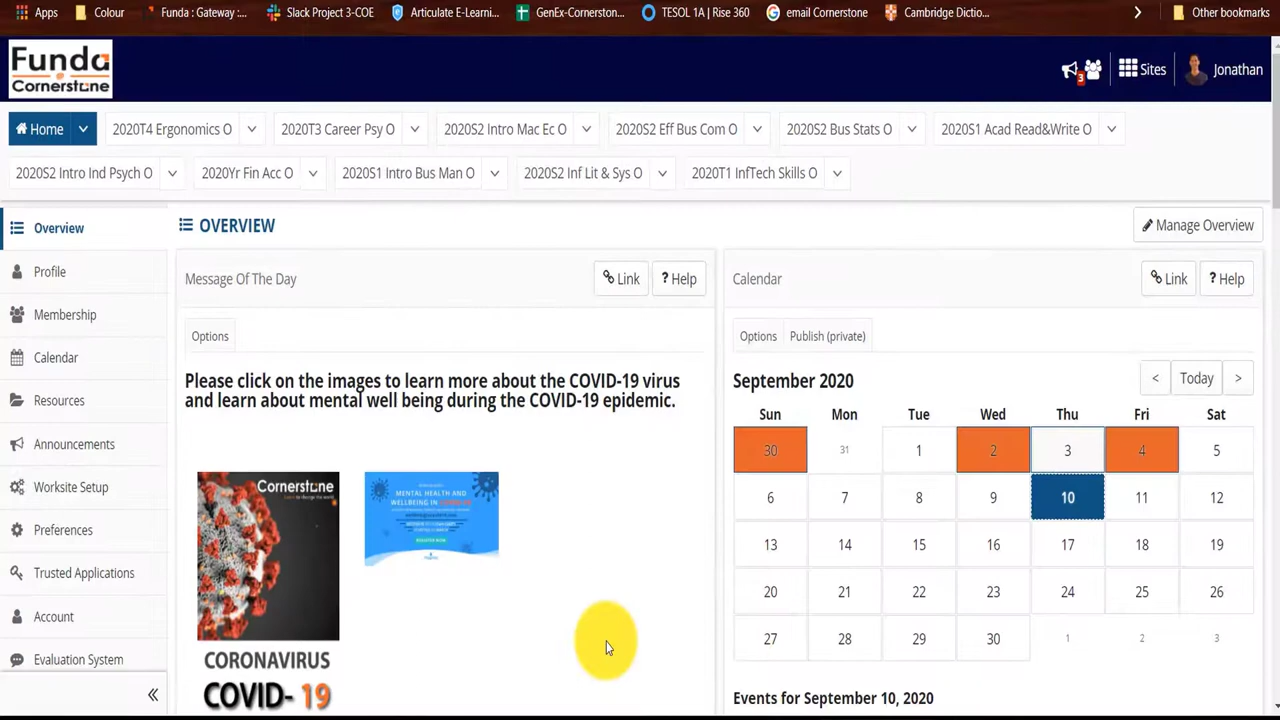 Apps Colour Funda : Gateway :... Slack Project 3-COE Articulate E-Learni... GenEx-Cornerston... TESOL 1A | Rise 360 email Cornerstone Cambridge Dictio... Other bookmarks
Funda
Cornerstone
3 Sites Jonathan
Home 2020T4 Ergonomics O 2020T3 Career Psy O 2020S2 Intro Mac Ec O 2020S2 Eff Bus Com O 2020S2 Bus Stats O 2020S1 Acad Read&Write O
2020S2 Intro Ind Psych O 2020Yr Fin Acc O 2020S1 Intro Bus Man O 2020S2 Inf Lit & Sys O 2020T1 InfTech Skills O
Overview
Profile
Membership
Calendar
Resources
Announcements
Worksite Setup
Preferences
Trusted Applications
Account
Evaluation System
OVERVIEW
Manage Overview
Message Of The Day Link ? Help
Options
Please click on the images to learn more about the COVID-19 virus
and learn about mental well being during the COVID-19 epidemic.
Cornerstone
CORONAVIRUS
COVID- 19
MENTAL HEALTH AND
REGISTER NOW
Calendar Link ? Help
Options Publish (private)
September 2020 < Today >
Sun Mon Tue Wed Thu Fri Sat
30 31 1 2 3 4 5
6 7 8 9 10 11 12
13 14 15 16 17 18 19
20 21 22 23 24 25 26
27 28 29 30 1 2 3
Events for September 10, 2020